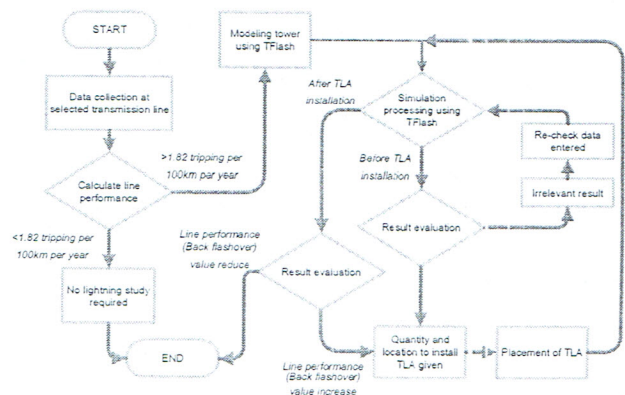 START
Data collection at
selected transmission line
Calculate line
performance
>1.82 tripping per
100km per year
<1.82 tripping per
100km per year
No lightning study
required
END
Modeling tower
using TFlash
After TLA
installation
Simulation
processing using
TFlash
Before TLA
installation
Re-check data
entered
Irrelevant result
Result evaluation
Line performance
(Back flashover)
value reduce
Result evaluation
Line performance
(Back flashover)
value increase
Quantity and
location to install
TLA given
Placement of TLA